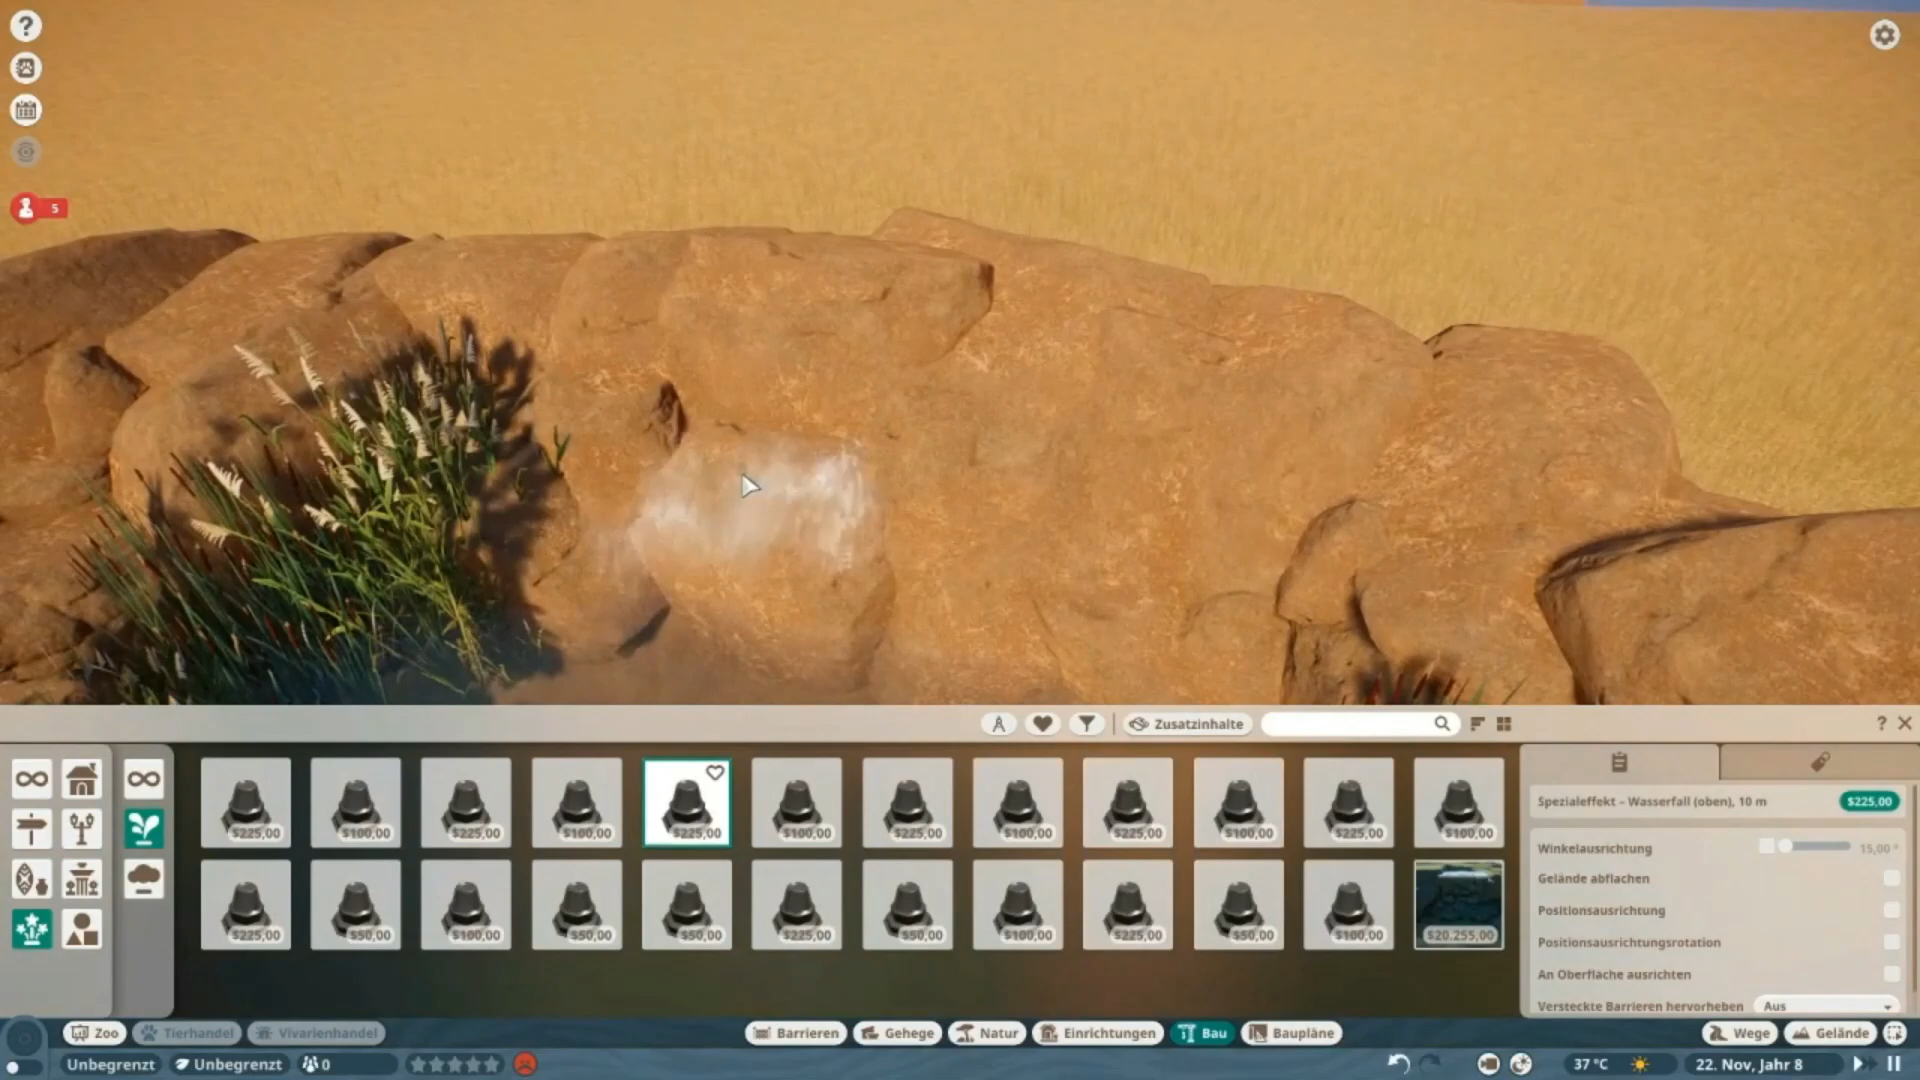 ?
5
Zusatzinhalte
?
$225,00 $100,00 $225,00 $100,00 $225,00 $100,00 $225,00 $100,00 $225,00 $100,00 $225,00 $100,00
$225,00 $50,00 $100,00 $50,00 $50,00 $225,00 $50,00 $100,00 $225,00 $50,00 $100,00 $20.255,00
Spezialeffekt – Wasserfall (oben), 10 m $225,00
Winkelausrichtung 15,00 °
Gelände abflachen
Positionsausrichtung
Positionsausrichtungsrotation
An Oberfläche ausrichten
Versteckte Barrieren hervorheben Aus
Zoo Tierhandel Vivarienhandel Barrieren Gehege Natur Einrichtungen Bau Baupläne Wege Gelände
Unbegrenzt Unbegrenzt 0 37 °C 22. Nov, Jahr 8